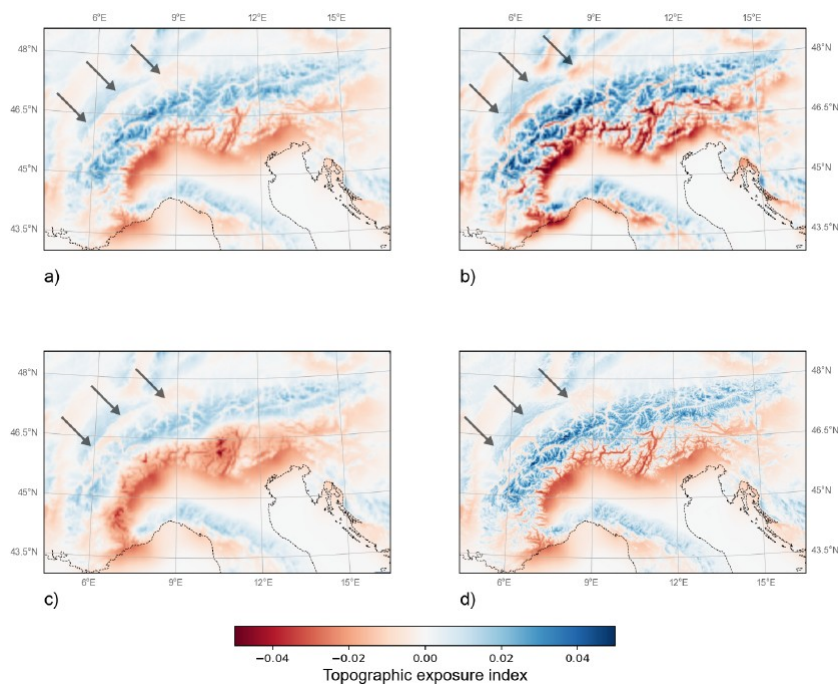 6°E 9°E 12°E 15°E 6°E 9°E 12°E 15°E
48°N 48°N
46.5°N 46.5°N
45°N 45°N
43.5°N 43.5°N
a) b)
48°N 48°N
46.5°N 46.5°N
45°N 45°N
43.5°N 43.5°N
6°E 9°E 12°E 15°E 6°E 9°E 12°E 15°E
c) d)
−0.04 −0.02 0.00 0.02 0.04
Topographic exposure index